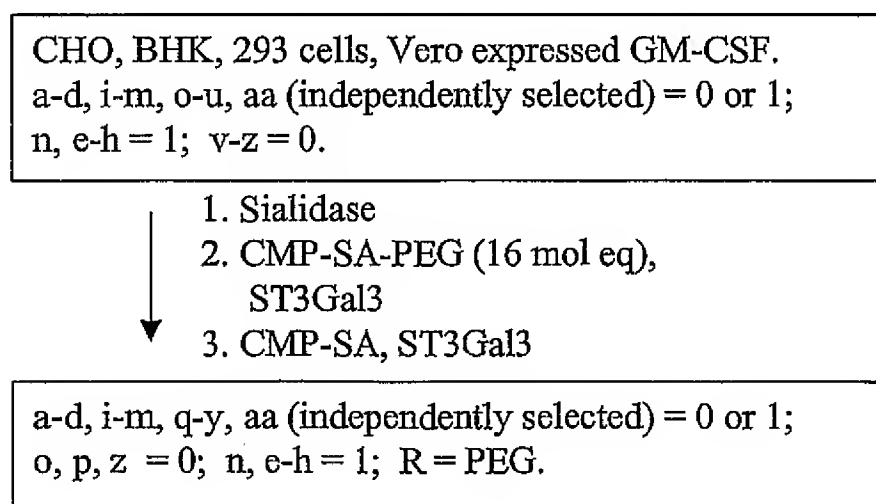 CHO, BHK, 293 cells, Vero expressed GM-CSF.
a-d, i-m, o-u, aa (independently selected) = 0 or 1;
n, e-h = 1; v-z = 0.
1. Sialidase
2. CMP-SA-PEG (16 mol eq),
ST3Gal3
3. CMP-SA, ST3Gal3
a-d, i-m, q-y, aa (independently selected) = 0 or 1;
o, p, z = 0; n, e-h = 1; R = PEG.